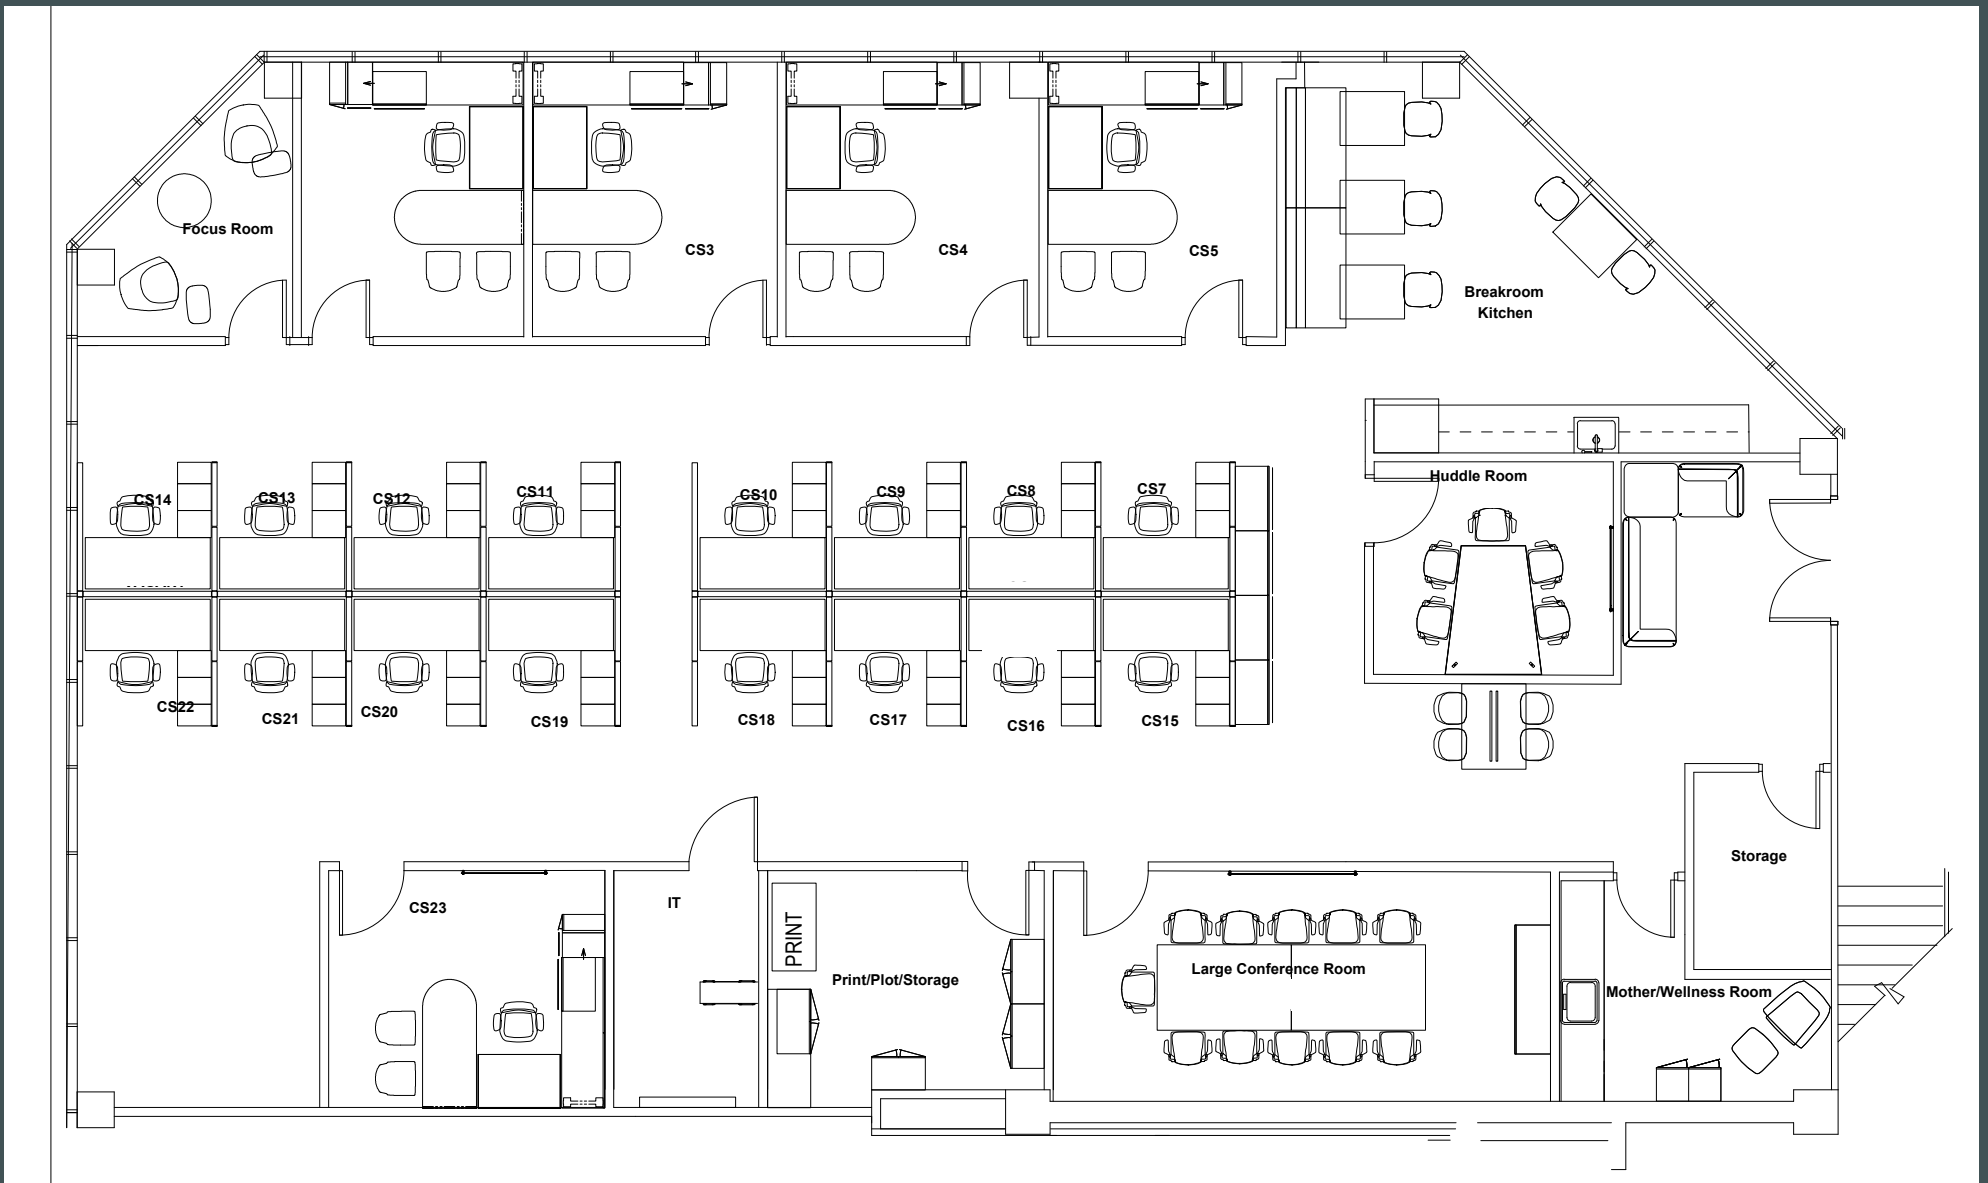 Focus Room
CS3
CS4
CS5
Breakroom
Kitchen
Huddle Room
CS14
CS13
CS12
CS11
CS10
CS9
CS8
CS7
CS22
CS21
CS20
CS19
CS18
CS17
CS16
CS15
Storage
CS23
IT
PRINT
Print/Plot/Storage
Large Conference Room
Mother/Wellness Room